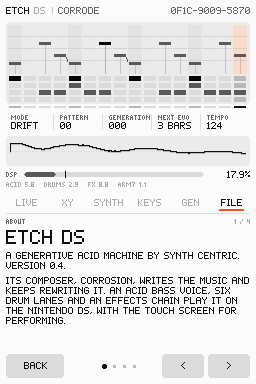 ETCH DS | CORRODE 0F1C-9009-5870
MODE PATTERN GENERATION NEXT EVO TEMPO
DRIFT 00 000 3 BARS 124
DSP 17.9%
ACID 5.8 DRUMS 2.9 FX 8.8 ARM7 1.1
LIVE XY SYNTH KEYS GEN FILE
ABOUT 1 / 4
ETCH DS
A GENERATIVE ACID MACHINE BY SYNTH CENTRIC.
VERSION 0.4.
ITS COMPOSER, CORROSION, WRITES THE MUSIC AND
KEEPS REWRITING IT. AN ACID BASS VOICE, SIX
DRUM LANES AND AN EFFECTS CHAIN PLAY IT ON
THE NINTENDO DS, WITH THE TOUCH SCREEN FOR
PERFORMING.
BACK < >